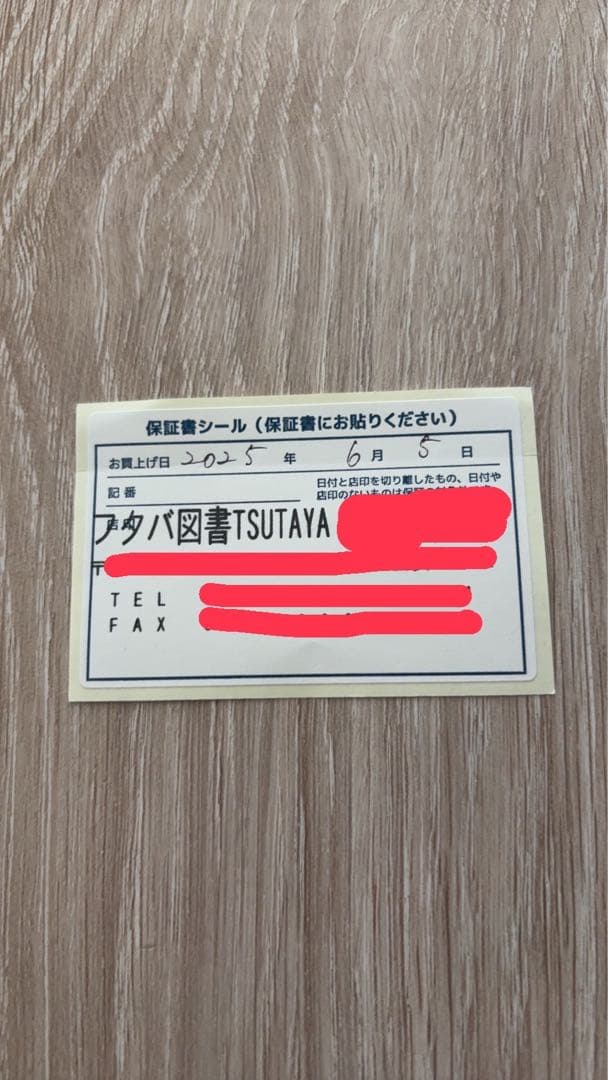 保証書シール（保証書にお貼りください）
お買上げ日 2025 年 6 月 5 日
記番
日付と店印を切り離したもの、日付や
店印のないものは保証
フタバ図書TSUTAYA
〒
TEL
FAX